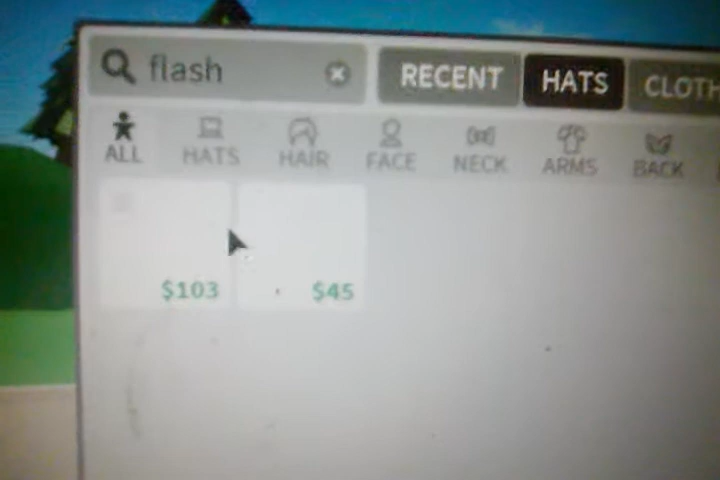 flash
RECENT
HATS
CLOTH
ALL
HATS
HAIR
FACE
NECK
ARMS
BACK
$103
$45